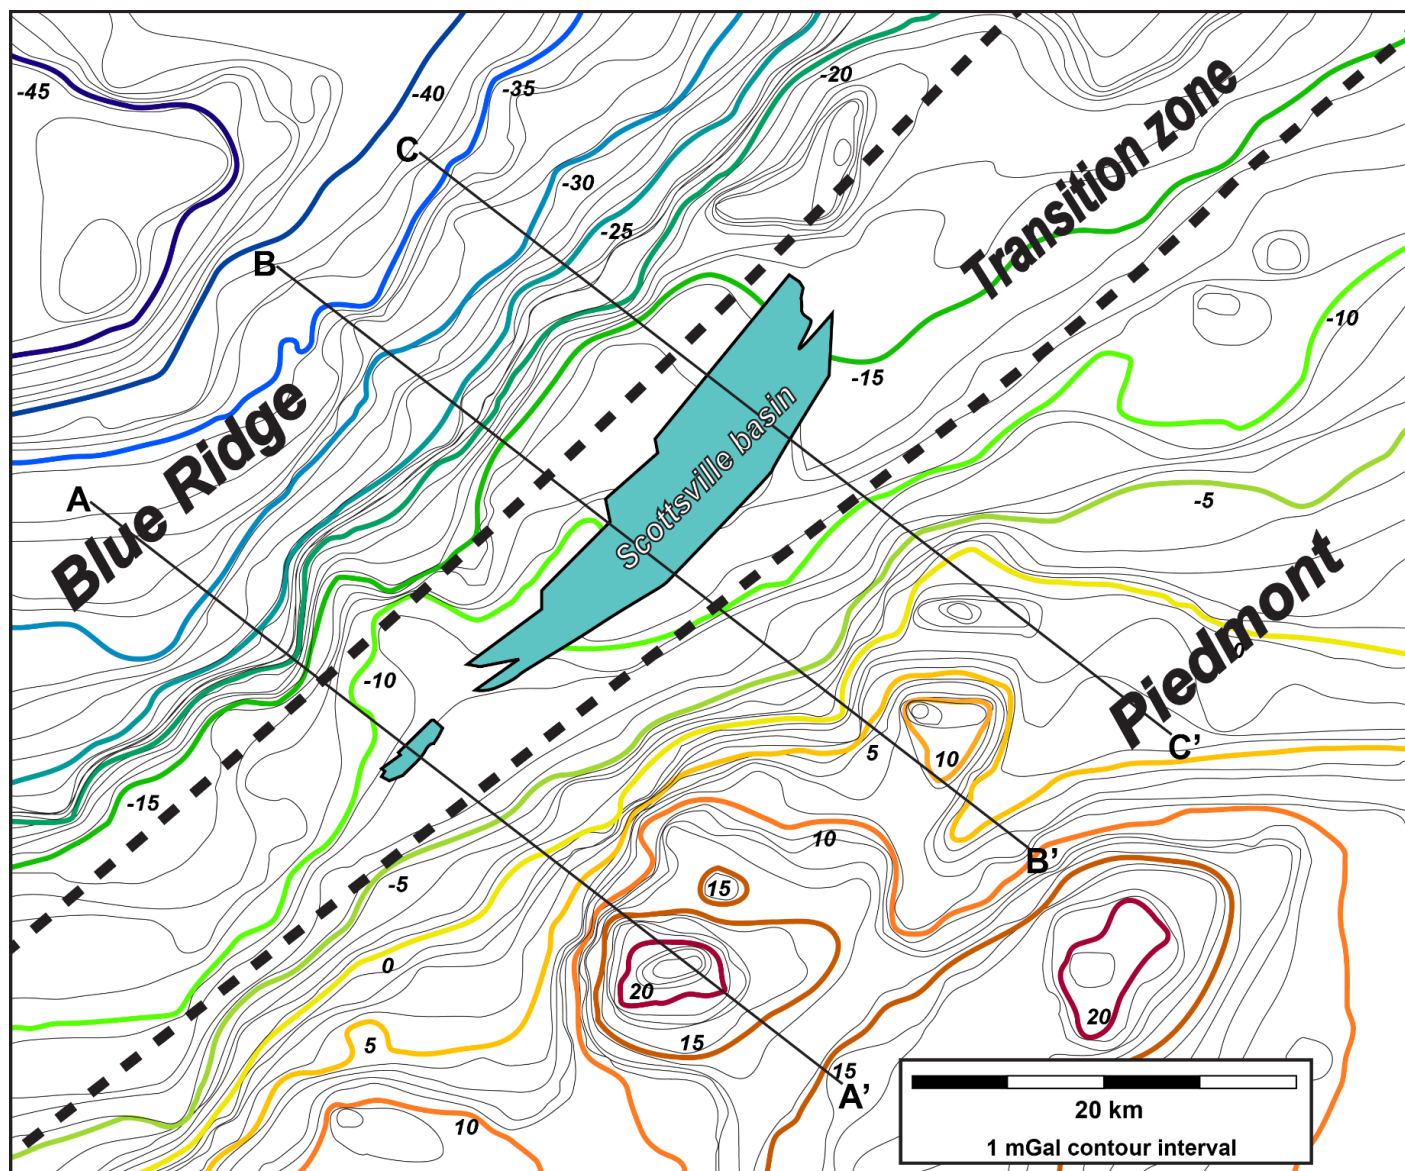 -45
-40
-35
-20
C
-30
Transition zone
-25
B
-10
-15
Blue Ridge
Scottsville basin
A
-5
Piedmont
0
-10
C’
5
10
-15
10
B’
-5
15
0
20
20
15
5
15
A’
10
20 km
1 mGal contour interval